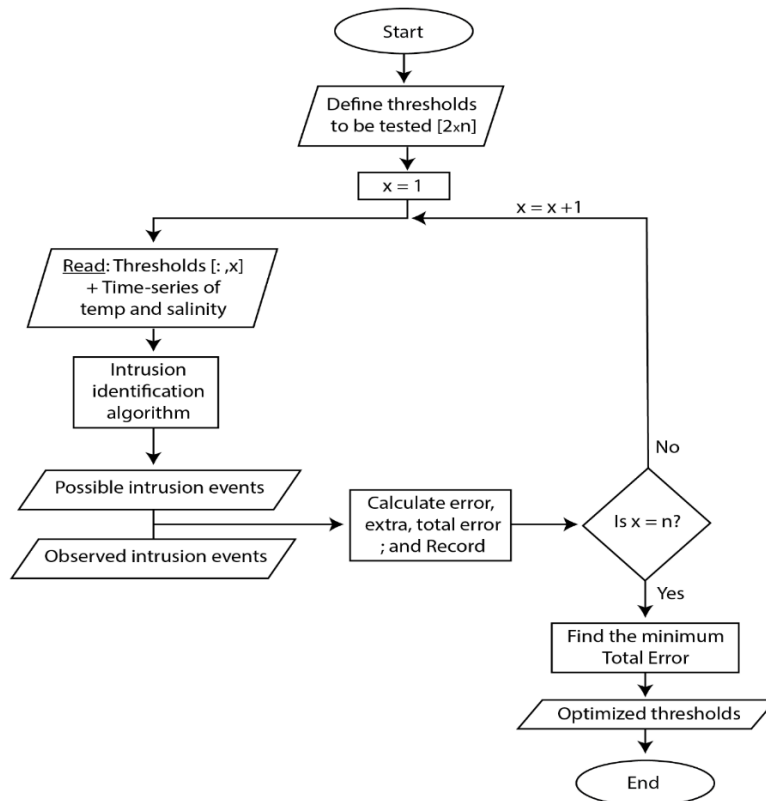 Start
Define thresholds
to be tested [2xn]
x = 1
x = x +1
Read: Thresholds [: ,x]
+ Time-series of
temp and salinity
Intrusion
identification
algorithm
Possible intrusion events
Observed intrusion events
Calculate error,
extra, total error
; and Record
Is x = n?
No
Yes
Find the minimum
Total Error
Optimized thresholds
End